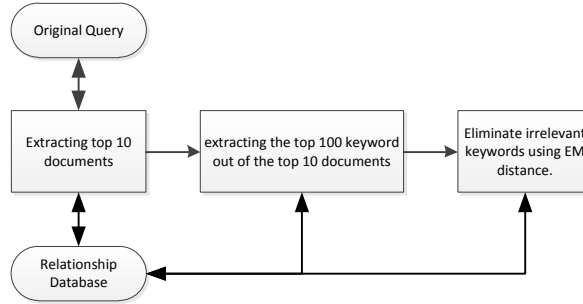 Original Query
Extracting top 10
documents
extracting the top 100 keyword
out of the top 10 documents
Eliminate irrelevant
keywords using EM
distance.
Relationship
Database